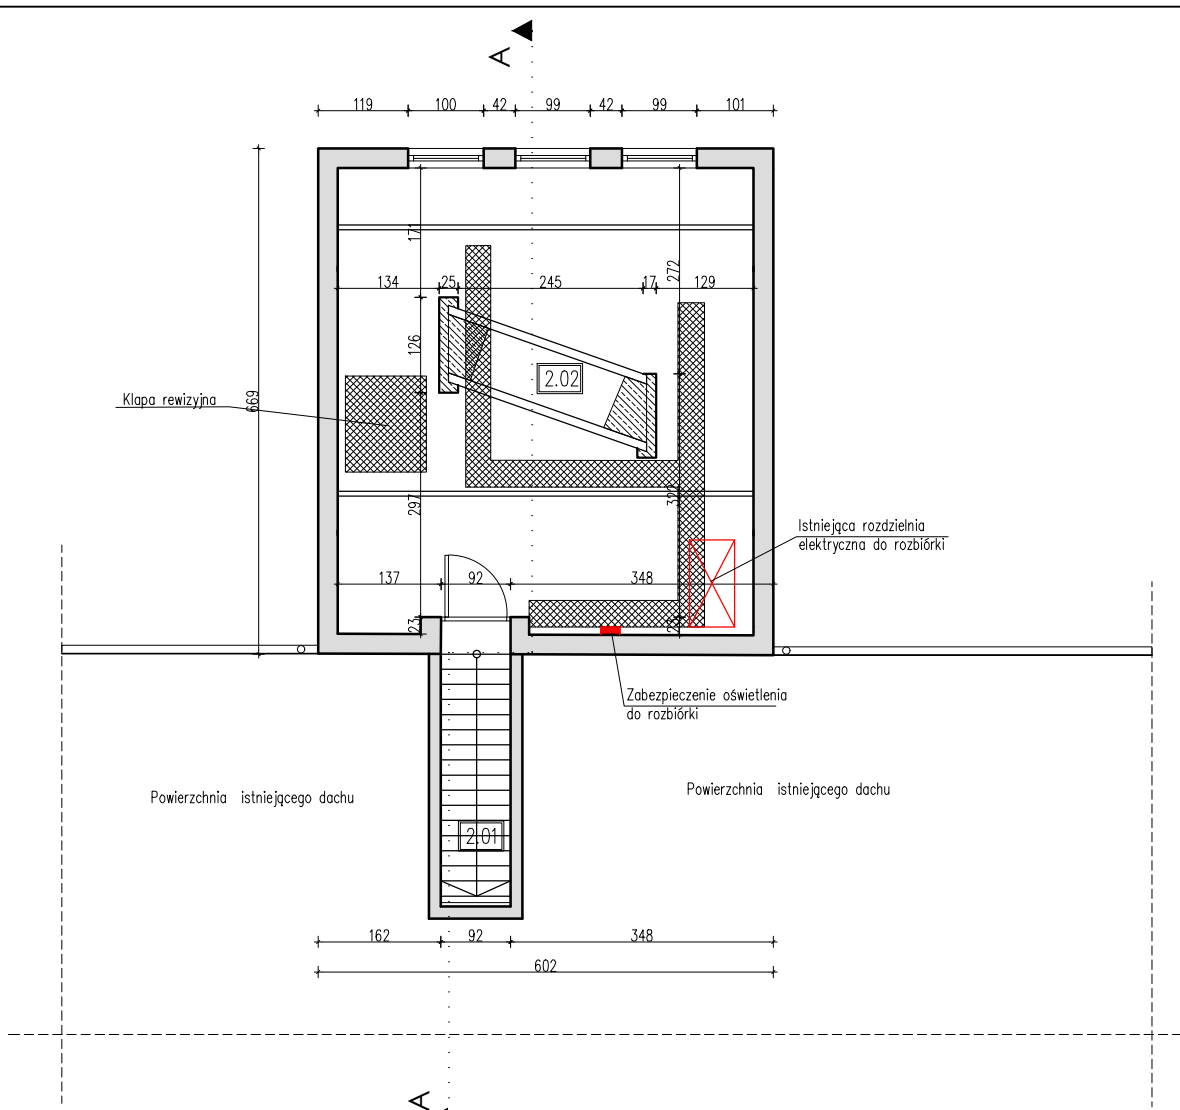 A
119 100 42 99 42 99 101
171
272
134 25 245 17 129
126
2.02
Klapa rewizyjna
669
297
322
Istniejąca rozdzielnia
elektryczna do rozbiórki
137 92 348
23
23
Zabezpieczenie oświetlenia
do rozbiórki
Powierzchnia istniejącego dachu
Powierzchnia istniejącego dachu
2.01
162 92 348
602
A